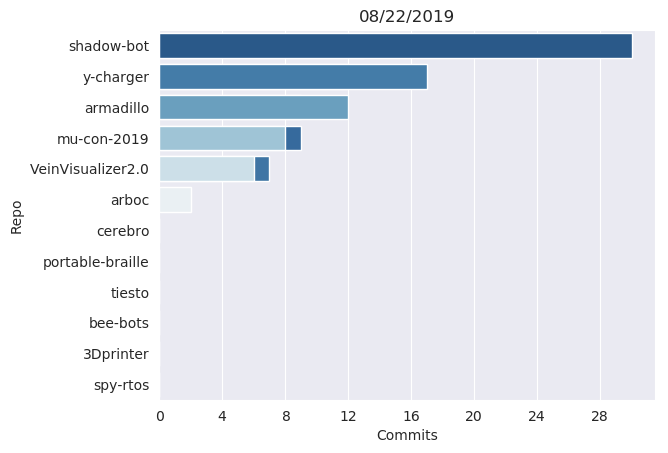 08/22/2019
Repo
shadow-bot
y-charger
armadillo
mu-con-2019
VeinVisualizer2.0
arboc
cerebro
portable-braille
tiesto
bee-bots
3Dprinter
spy-rtos
0 4 8 12 16 20 24 28
Commits